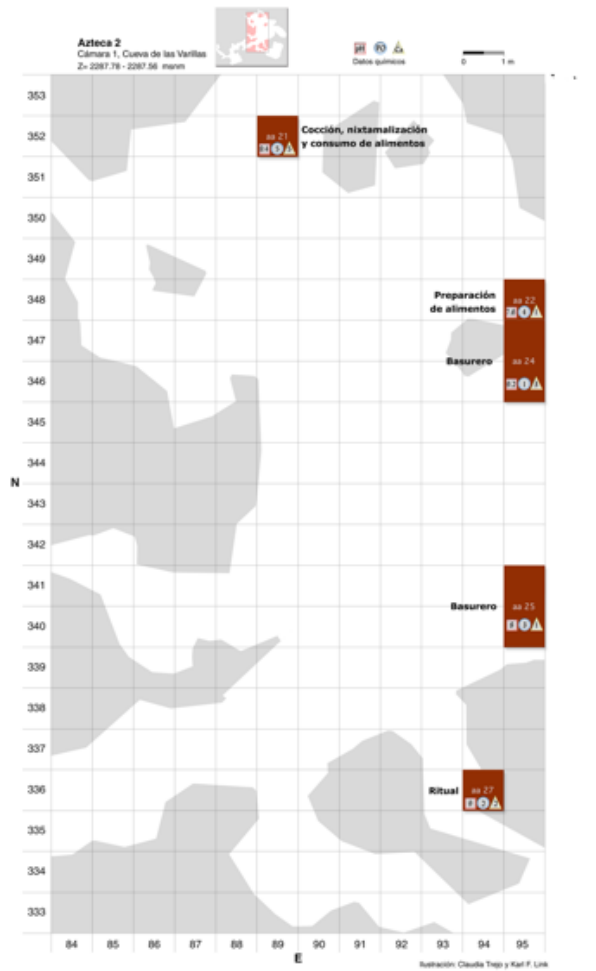 Azteca 2
Cámara 1, Cueva de las Varillas
Z= 2287.78 - 2287.56 msnm
pH PO Ca
Datos químicos
0 1 m
353
352
351
350
349
348
347
346
345
344
343
342
341
340
339
338
337
336
335
334
333
N
aa 21
Cocción, nixtamalización
y consumo de alimentos
Preparación
de alimentos
aa 22
Basurero
aa 24
Basurero
aa 25
Ritual
aa 27
84 85 86 87 88 89 90 91 92 93 94 95
E
Ilustración: Claudia Trejo y Karl F. Link